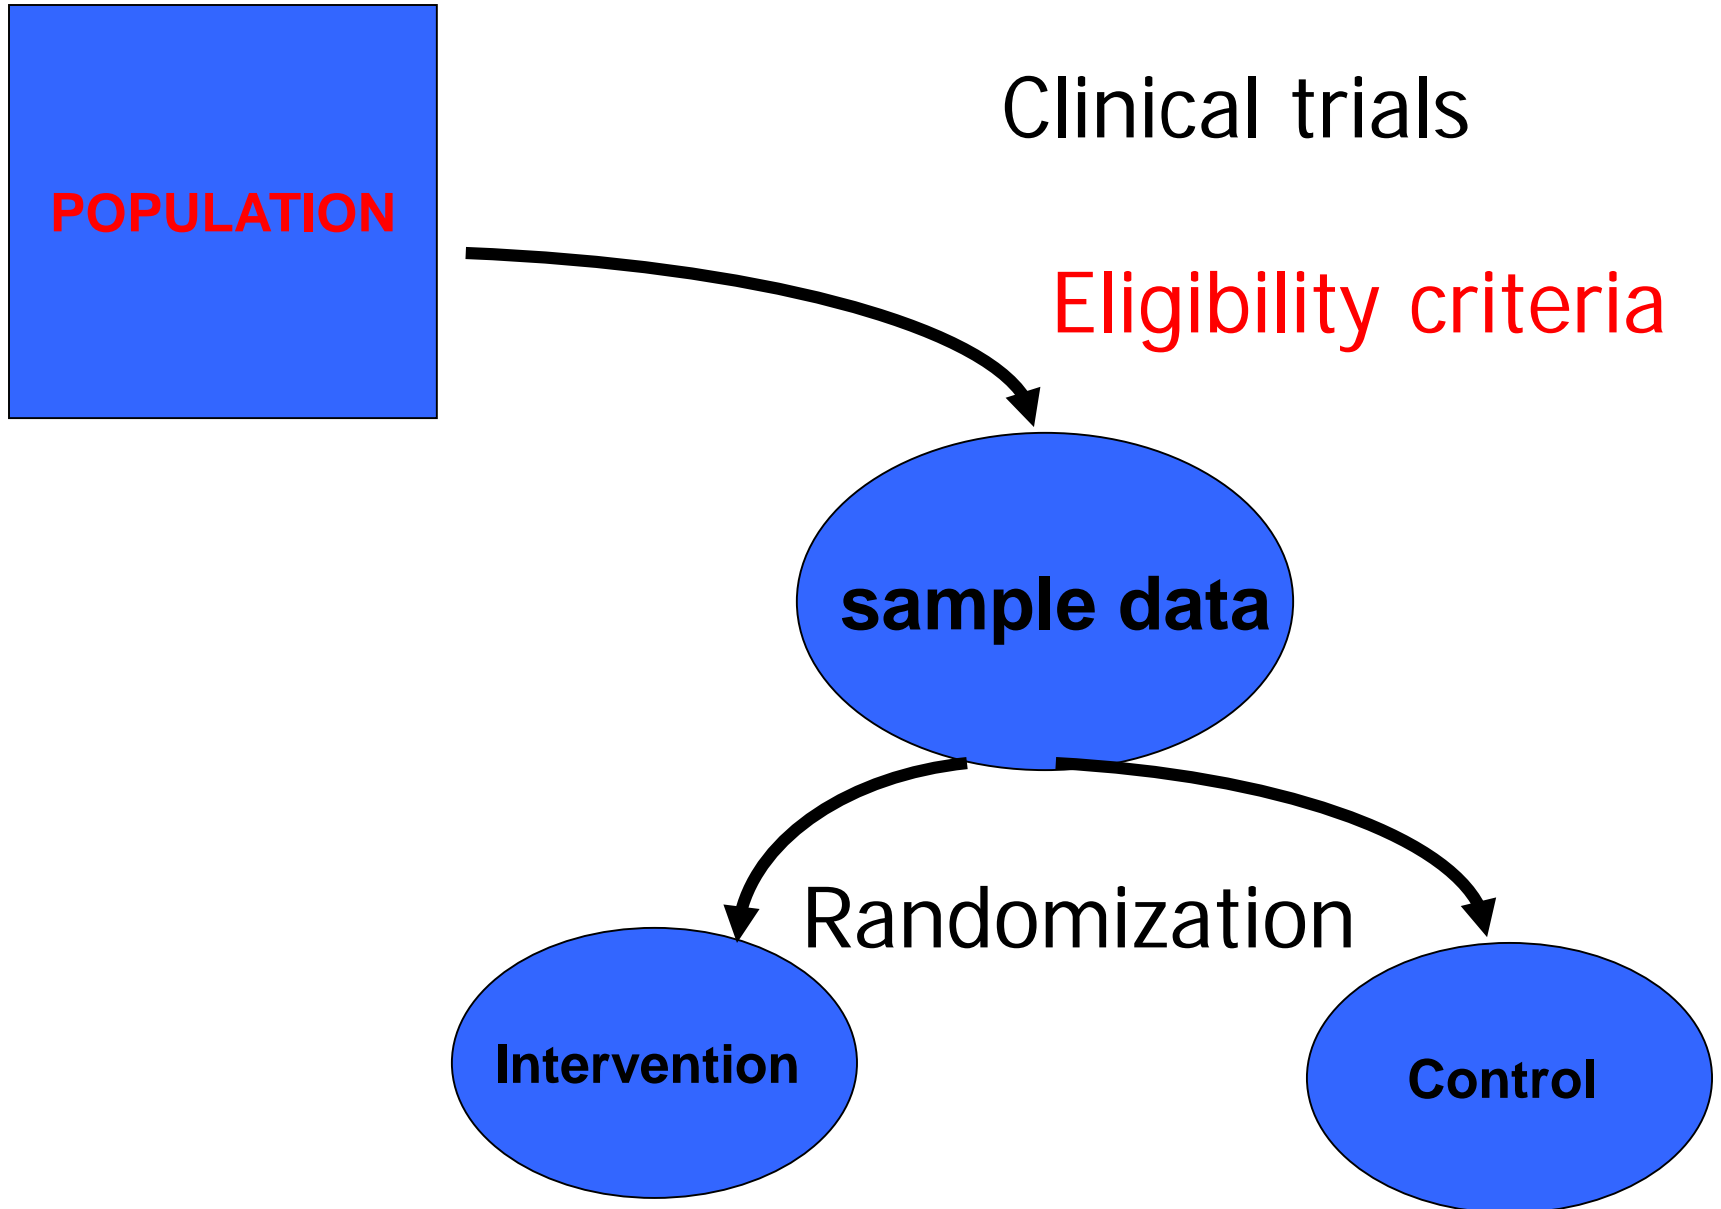 Clinical trials
POPULATION
Eligibility criteria
sample data
Randomization
Intervention
Control